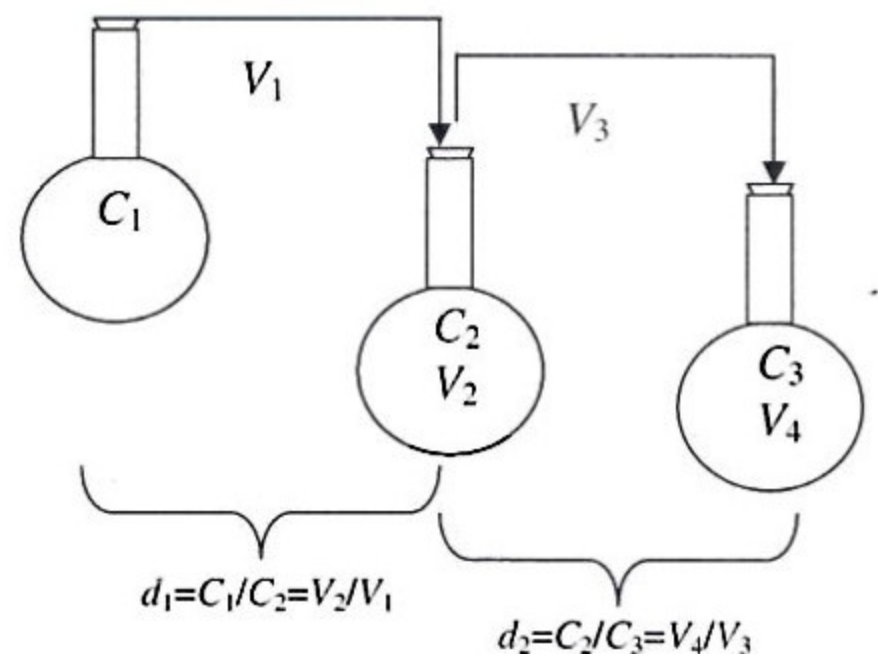 V₁
V₃
C₁
C₂
V₂
C₃
V₄
d₁=C₁/C₂=V₂/V₁
d₂=C₂/C₃=V₄/V₃